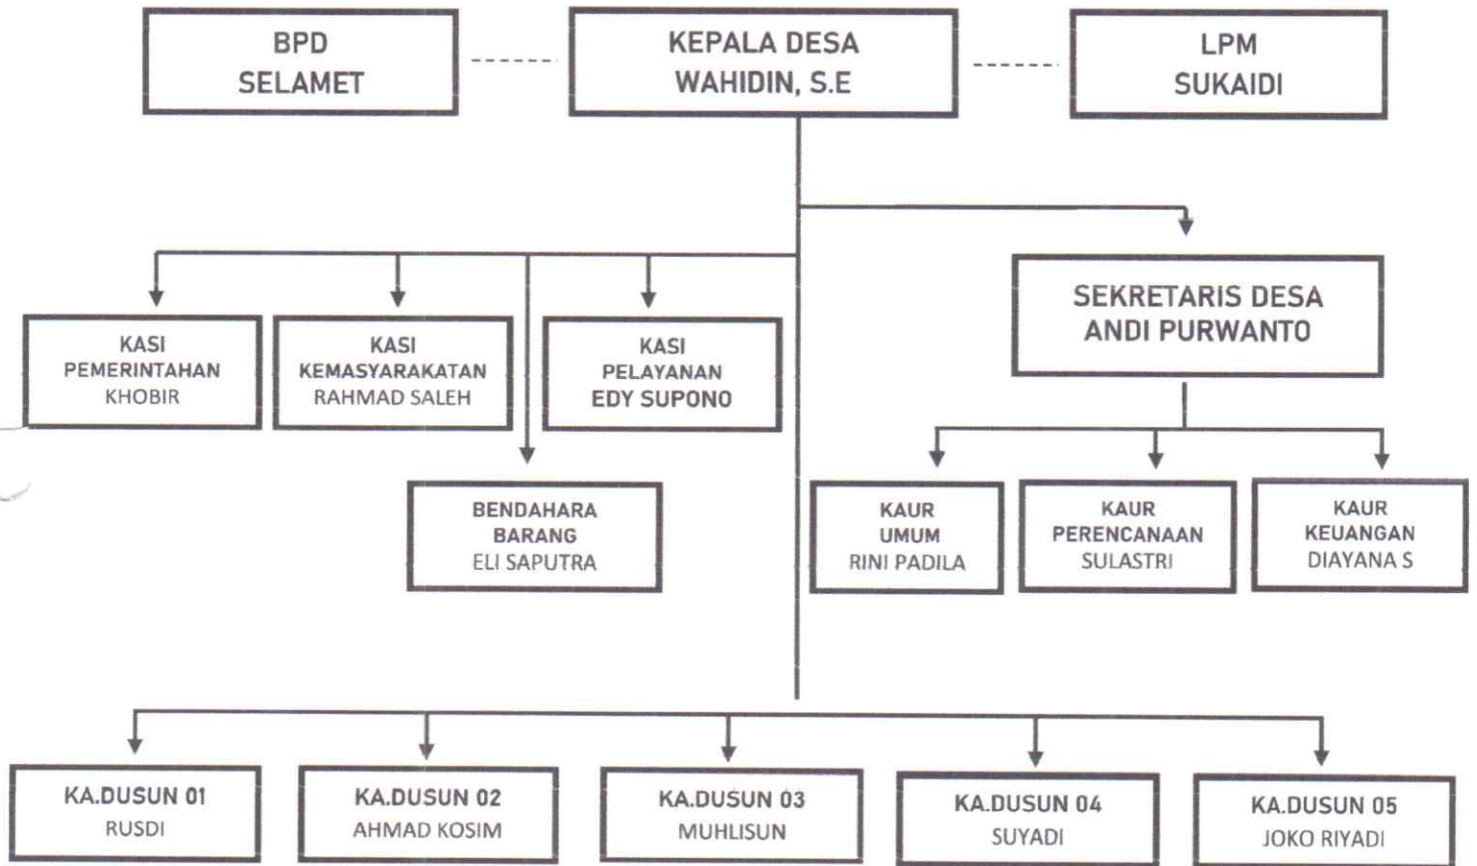 BPD
SELAMET
KEPALA DESA
WAHIDIN, S.E
LPM
SUKAIDI
SEKRETARIS DESA
ANDI PURWANTO
KASI
PEMERINTAHAN
KHOBIR
KASI
KEMASYARAKATAN
RAHMAD SALEH
KASI
PELAYANAN
EDY SUPONO
BENDAHARA
BARANG
ELI SAPUTRA
KAUR
UMUM
RINI PADILA
KAUR
PERENCANAAN
SULASTRI
KAUR
KEUANGAN
DIAYANA S
KA.DUSUN 01
RUSDI
KA.DUSUN 02
AHMAD KOSIM
KA.DUSUN 03
MUHLISUN
KA.DUSUN 04
SUYADI
KA.DUSUN 05
JOKO RIYADI